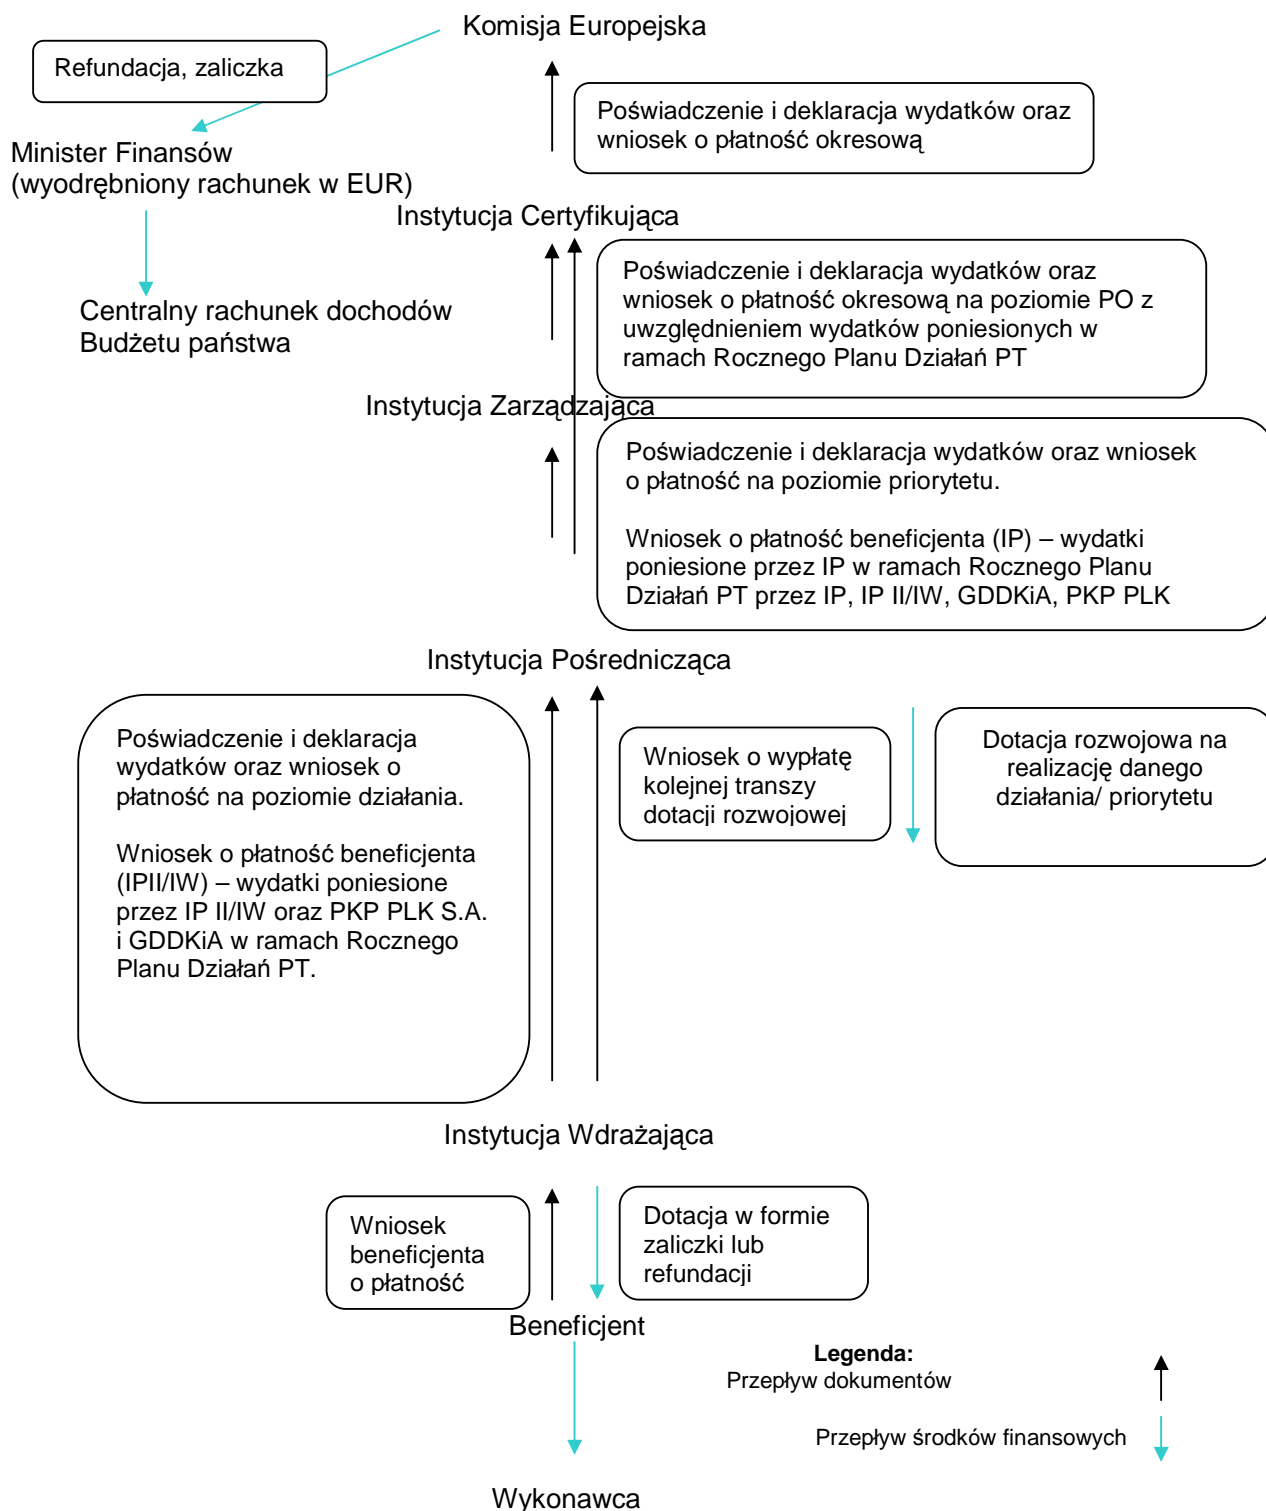 Komisja Europejska
Refundacja, zaliczka
Poświadczenie i deklaracja wydatków oraz
wniosek o płatność okresową
Minister Finansów
(wyodrębniony rachunek w EUR)
Instytucja Certyfikująca
Poświadczenie i deklaracja wydatków oraz
wniosek o płatność okresową na poziomie PO z
uwzględnieniem wydatków poniesionych w
ramach Rocznego Planu Działań PT
Centralny rachunek dochodów
Budżetu państwa
Instytucja Zarządzająca
Poświadczenie i deklaracja wydatków oraz wniosek
o płatność na poziomie priorytetu.
Wniosek o płatność beneficjenta (IP) – wydatki
poniesione przez IP w ramach Rocznego Planu
Działań PT przez IP, IP II/IW, GDDKiA, PKP PLK
Instytucja Pośrednicząca
Poświadczenie i deklaracja
wydatków oraz wniosek o
płatność na poziomie działania.
Wniosek o płatność beneficjenta
(IPII/IW) – wydatki poniesione
przez IP II/IW oraz PKP PLK S.A.
i GDDKiA w ramach Rocznego
Planu Działań PT.
Wniosek o wypłatę
kolejnej transzy
dotacji rozwojowej
Dotacja rozwojowa na
realizację danego
działania/ priorytetu
Instytucja Wdrażająca
Wniosek
beneficjenta
o płatność
Dotacja w formie
zaliczki lub
refundacji
Beneficjent
Legenda:
Przepływ dokumentów
Przepływ środków finansowych
Wykonawca